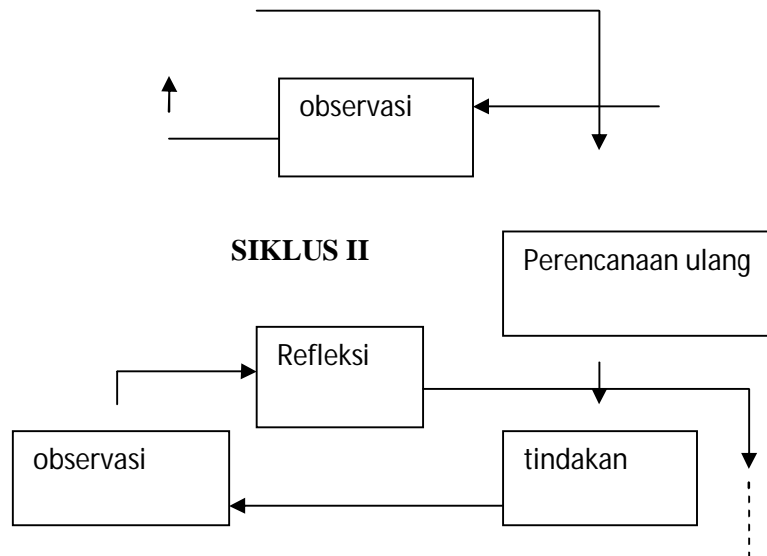 observasi
SIKLUS II
Perencanaan ulang
Refleksi
observasi
tindakan